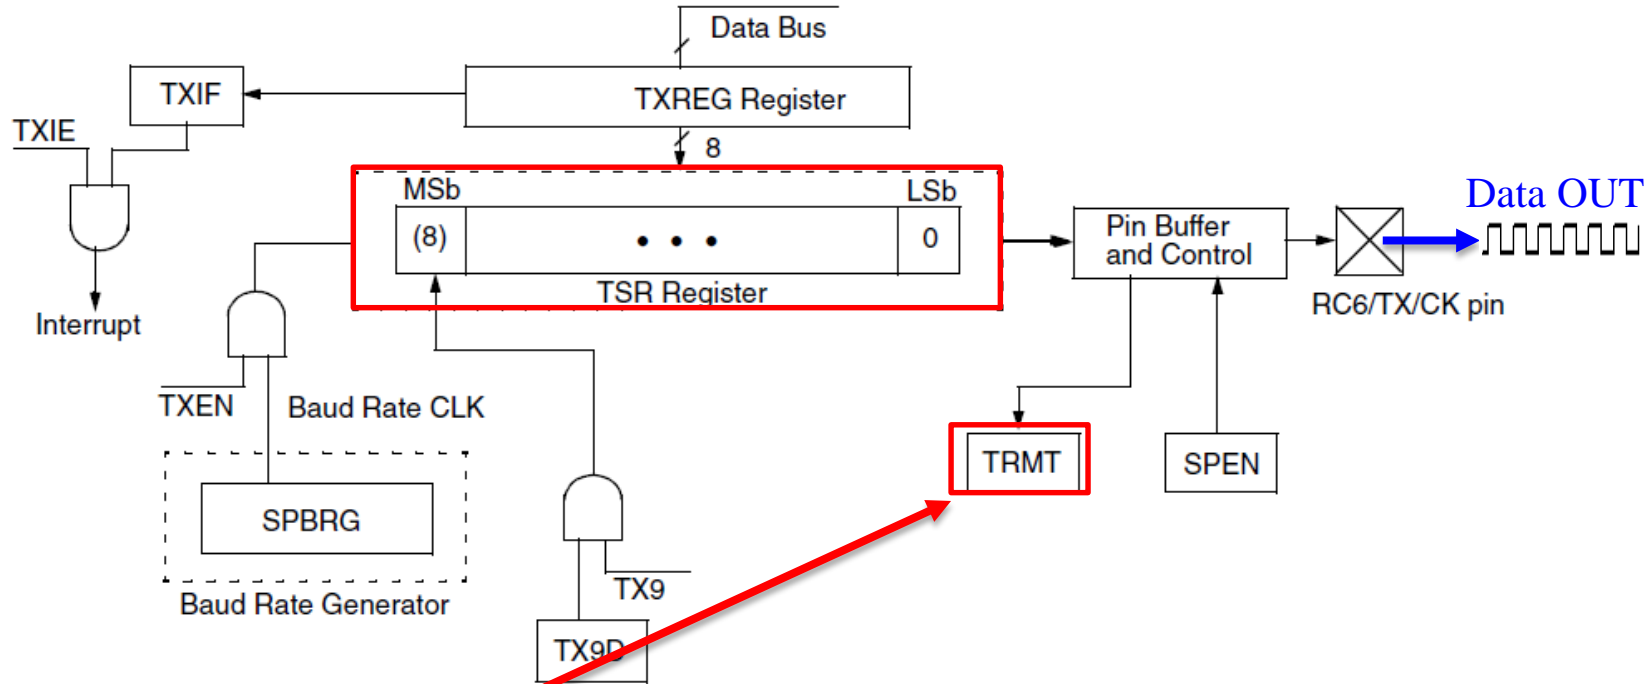 Data Bus
TXIF
TXREG Register
TXIE
8
MSb
LSb
Data OUT
(8)
• • •
0
Pin Buffer
and Control
TSR Register
RC6/TX/CK pin
Interrupt
TXEN
Baud Rate CLK
TRMT
SPEN
SPBRG
TX9
Baud Rate Generator
TX9D